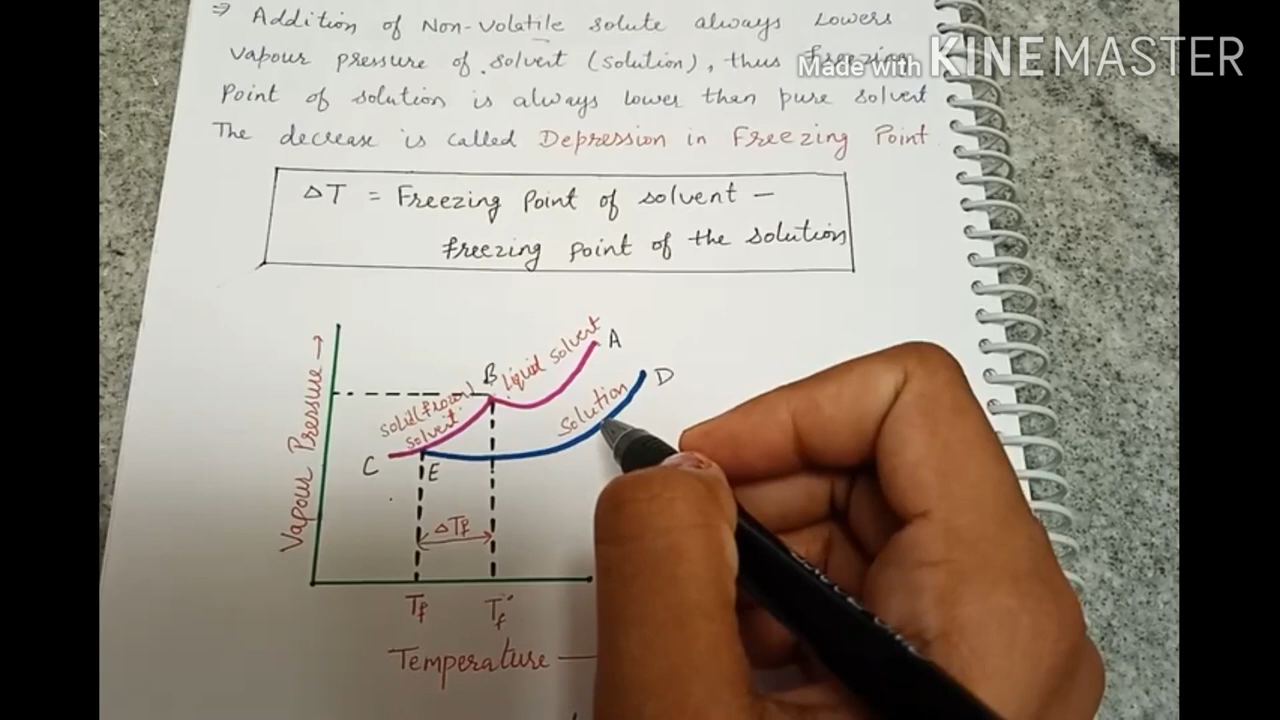 ⇒ Addition of Non-Volatile solute always Lowers
Vapour pressure of solvent (solution), thus freezing
Made with KINEMASTER
Point of solution is always lower than pure solvent
The decrease is called Depression in Freezing Point
ΔT = Freezing Point of solvent –
freezing point of the solution
Vapour Pressure →
solid (frozen)
solvent
B
liquid solvent
A
Solution
D
C
E
ΔTf
Tf
Tf°
Temperature —